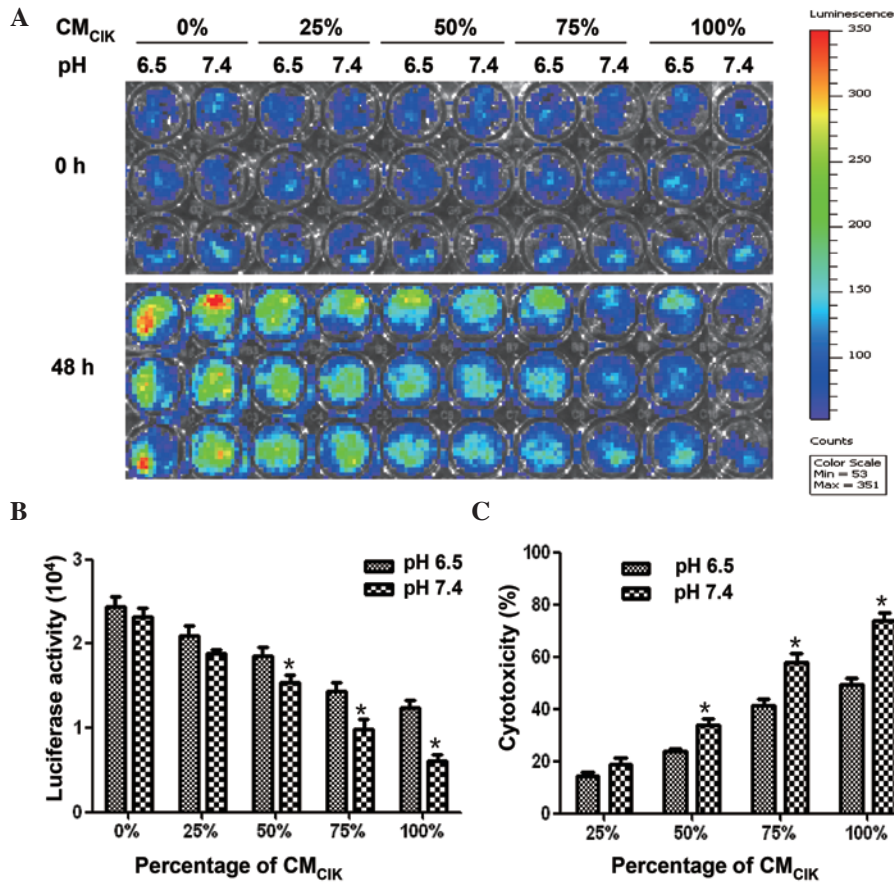 A
CM_CIK 0% 25% 50% 75% 100%
pH 6.5 7.4 6.5 7.4 6.5 7.4 6.5 7.4 6.5 7.4
0 h
48 h
Luminescence
350
300
250
200
150
100
Counts
Color Scale
Min = 53
Max = 351
B
Luciferase activity (10⁴)
3
2
1
0
pH 6.5
pH 7.4
* * *
0% 25% 50% 75% 100%
Percentage of CM_CIK
C
Cytotoxicity (%)
100
80
60
40
20
0
pH 6.5
pH 7.4
* * *
25% 50% 75% 100%
Percentage of CM_CIK